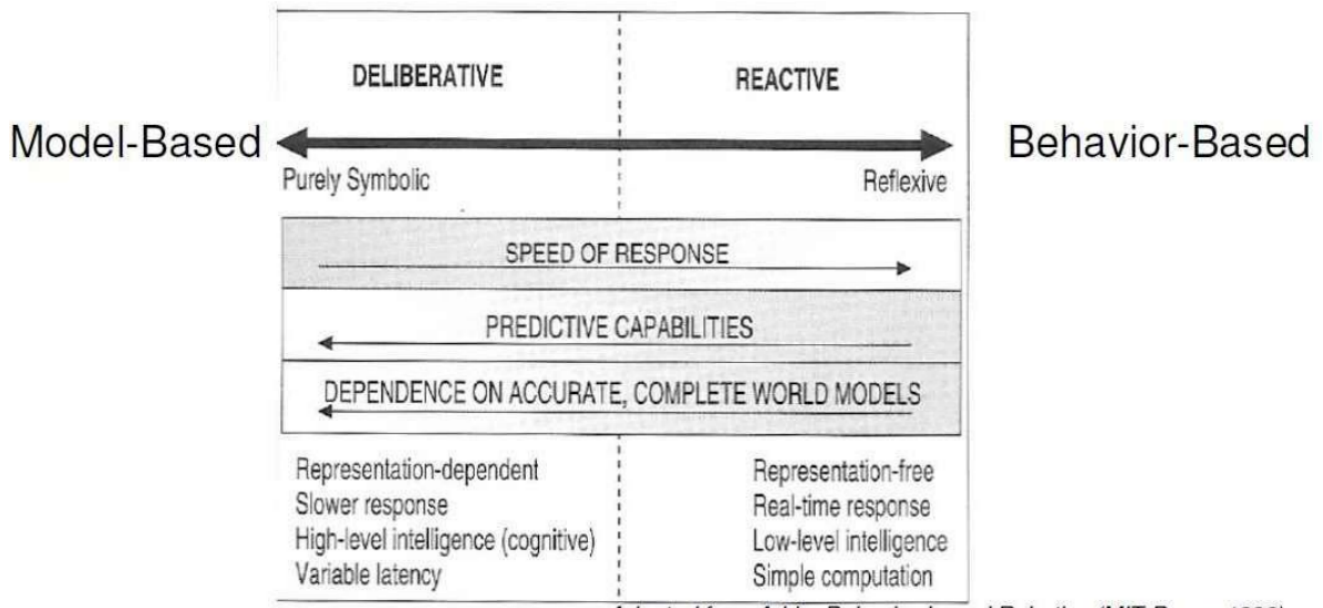 DELIBERATIVE
REACTIVE
Model-Based
Behavior-Based
Purely Symbolic
Reflexive
SPEED OF RESPONSE
PREDICTIVE CAPABILITIES
DEPENDENCE ON ACCURATE, COMPLETE WORLD MODELS
Representation-dependent
Slower response
High-level intelligence (cognitive)
Variable latency
Representation-free
Real-time response
Low-level intelligence
Simple computation